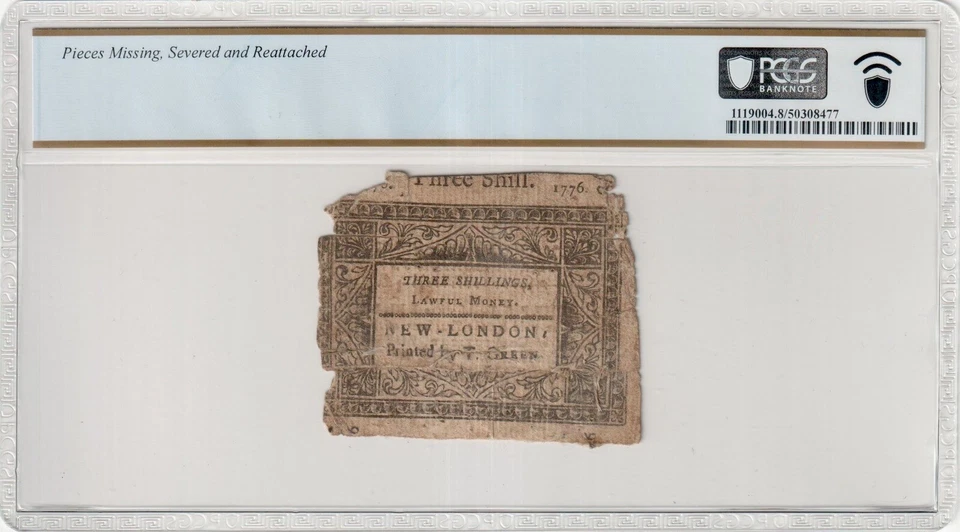 Pieces Missing, Severed and Reattached
PCGS
BANKNOTE
1119004.8/50308477
Three Shill. 1776.
THREE SHILLINGS,
LAWFUL MONEY.
NEW-LONDON:
Printed by T. GREEN